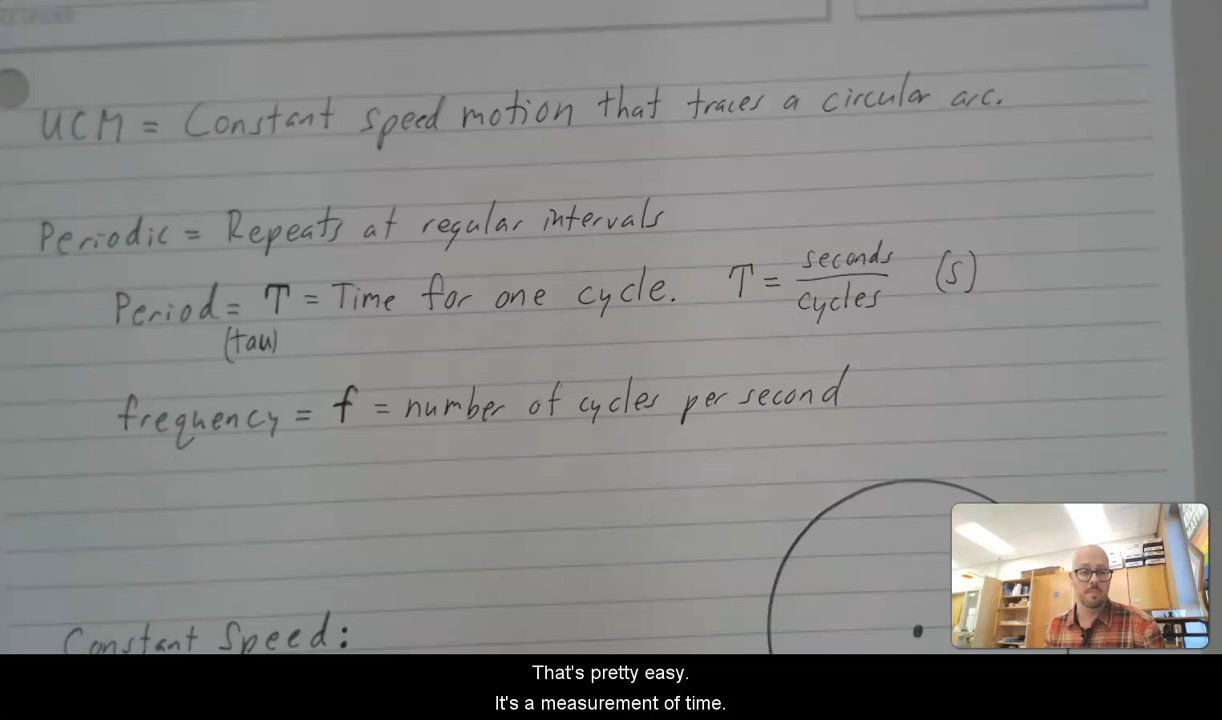 UCM = Constant speed motion that traces a circular arc.
Periodic = Repeats at regular intervals
Period = T = Time for one cycle. T = seconds/cycles (s)
(tau)
frequency = f = number of cycles per second
Constant Speed:
That's pretty easy.
It's a measurement of time.